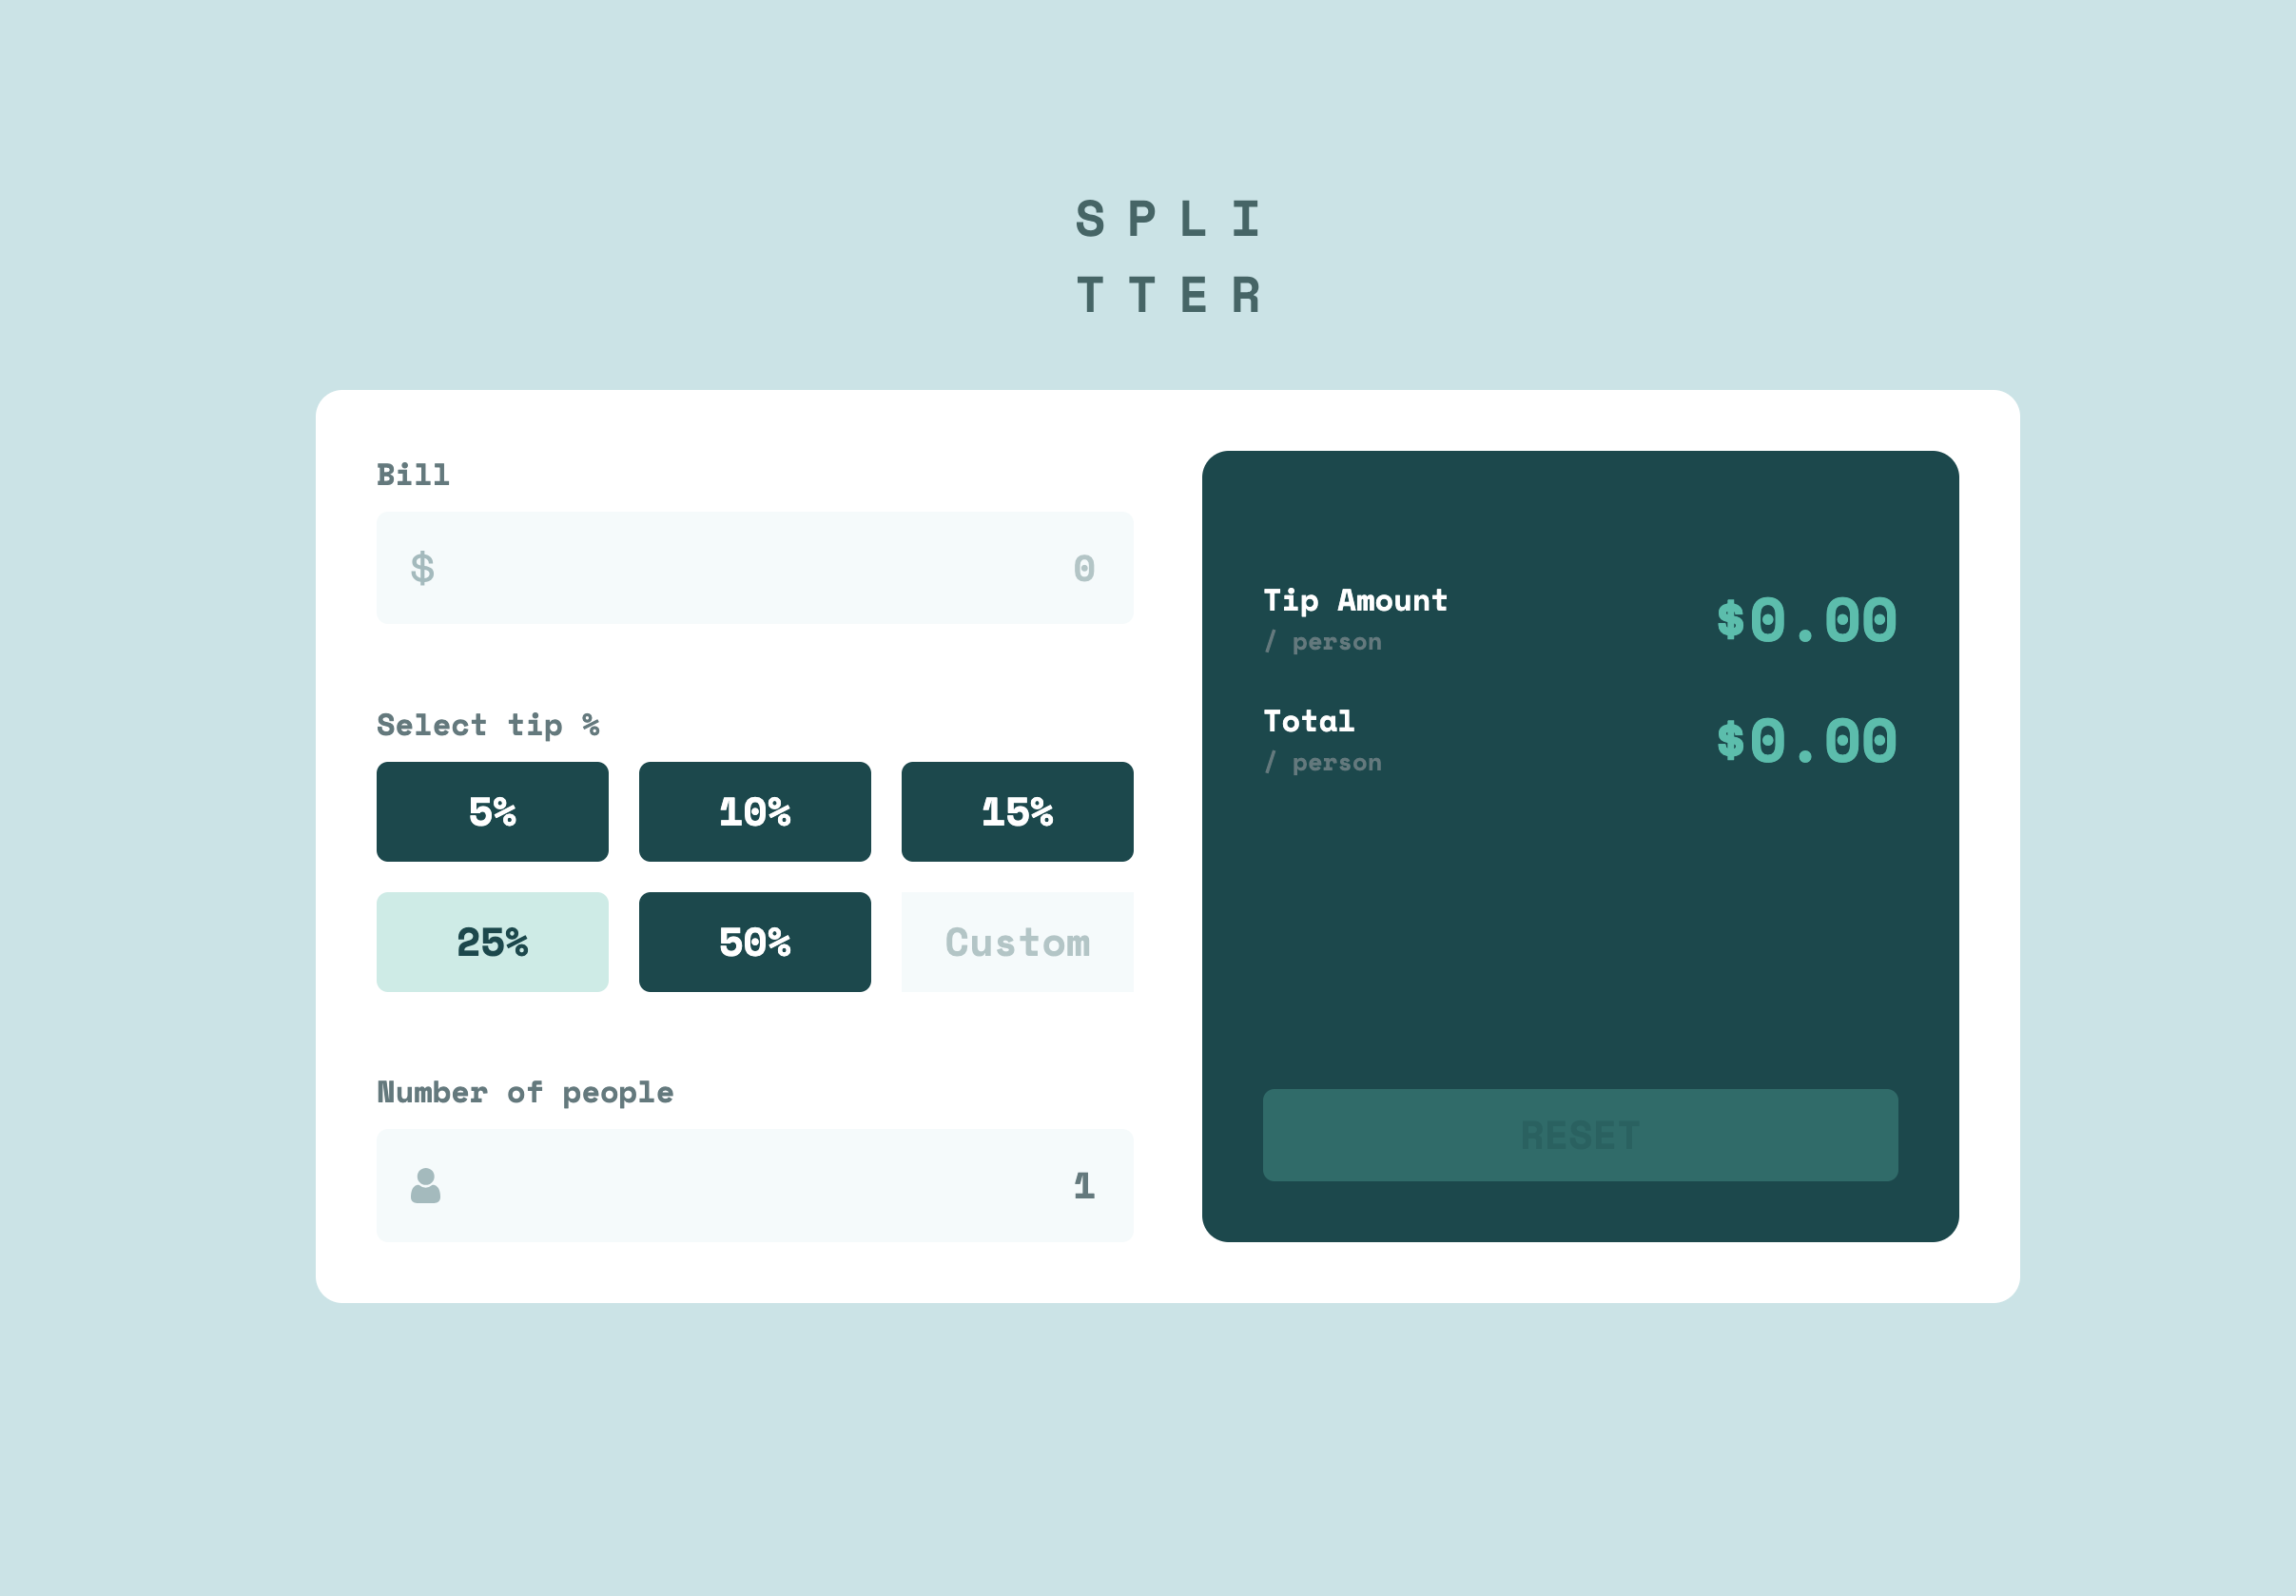 SPLI
TTER
Bill
$ 0
Select tip %
5% 10% 15%
25% 50% Custom
Number of people
1
Tip Amount
/ person
$0.00
Total
/ person
$0.00
RESET